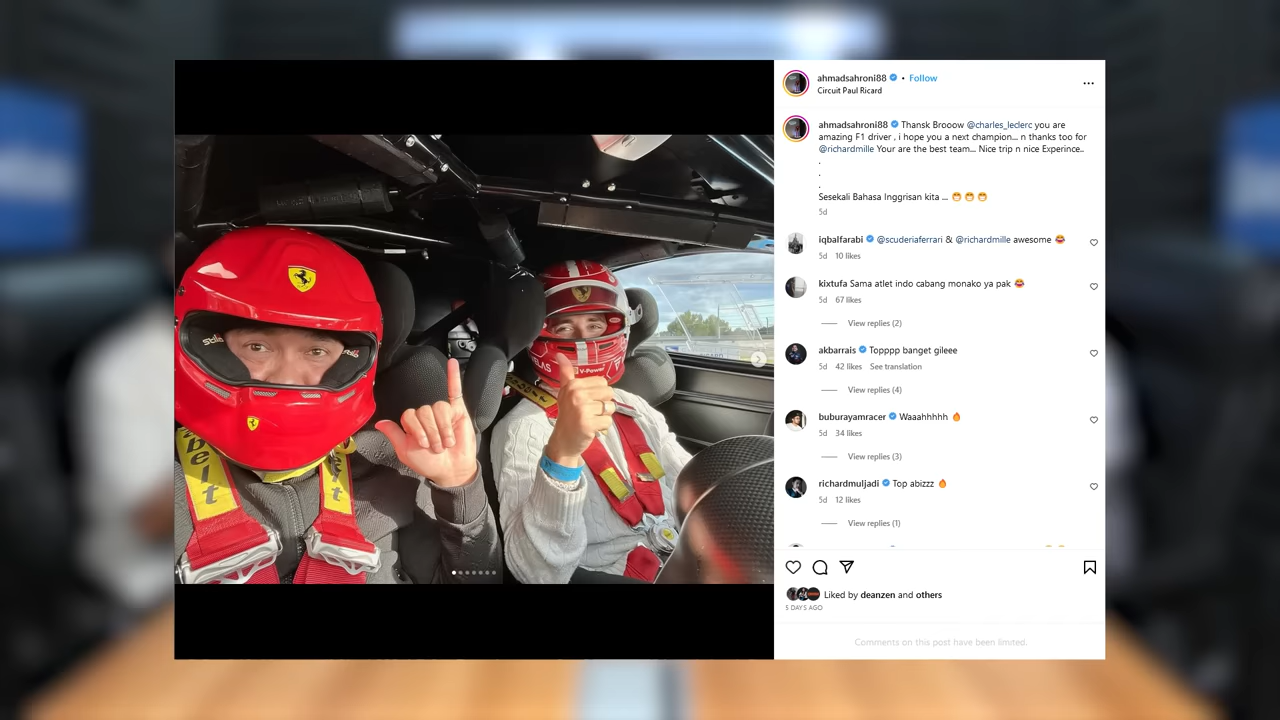 ahmadsahroni88 • Follow
Circuit Paul Ricard
ahmadsahroni88 Thansk Brooow @charles_leclerc you are
amazing F1 driver , i hope you a next champion... n thanks too for
@richardmille Your are the best team... Nice trip n nice Experince..
.
.
.
Sesekali Bahasa Inggrisan kita ... 😁😁😁
5d
iqbalfarabi @scuderiaferrari & @richardmille awesome 😂
5d 10 likes
kixtufa Sama atlet indo cabang monako ya pak 😂
5d 67 likes
View replies (2)
akbarrais Topppp banget gileee
5d 42 likes See translation
View replies (4)
buburayamracer Waaahhhhh 🔥
5d 34 likes
View replies (3)
richardmuljadi Top abizzz 🔥
5d 12 likes
View replies (1)
Liked by deanzen and others
5 DAYS AGO
Comments on this post have been limited.
stilo
belt
V-Power